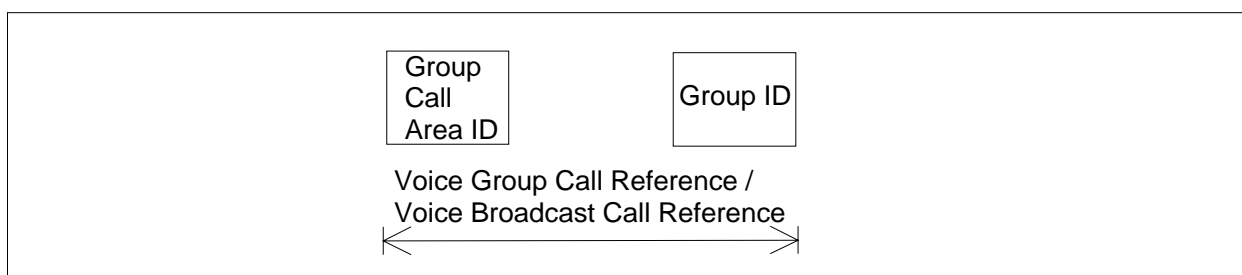 Group
Call
Area ID
Group ID
Voice Group Call Reference /
Voice Broadcast Call Reference